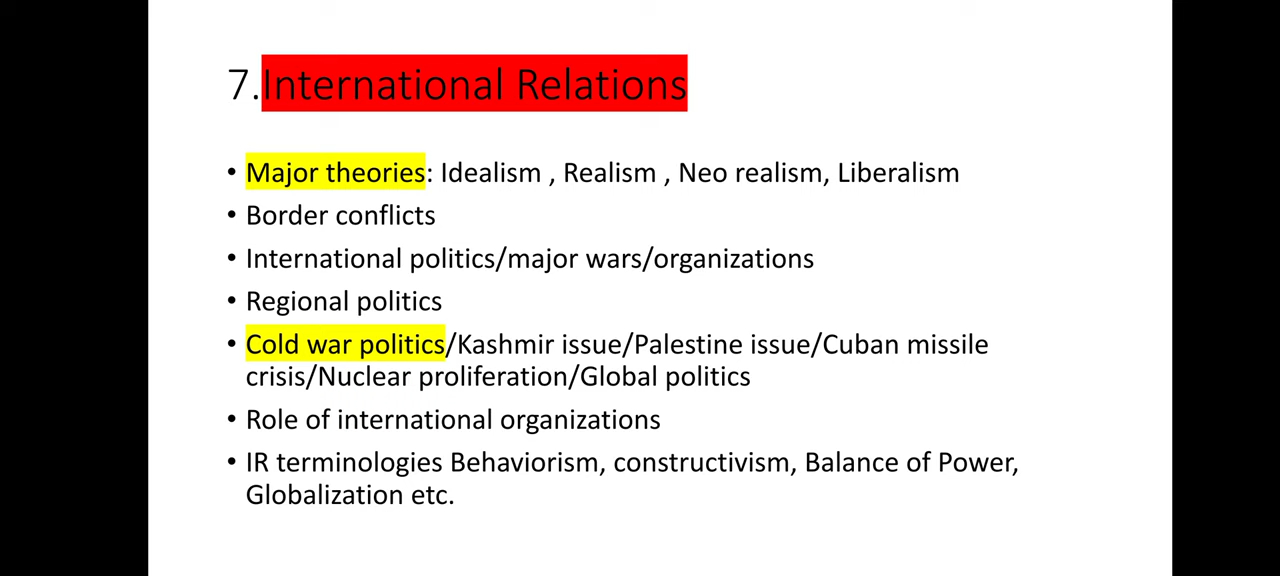 7.International Relations
• Major theories: Idealism , Realism , Neo realism, Liberalism
• Border conflicts
• International politics/major wars/organizations
• Regional politics
• Cold war politics/Kashmir issue/Palestine issue/Cuban missile
crisis/Nuclear proliferation/Global politics
• Role of international organizations
• IR terminologies Behaviorism, constructivism, Balance of Power,
Globalization etc.